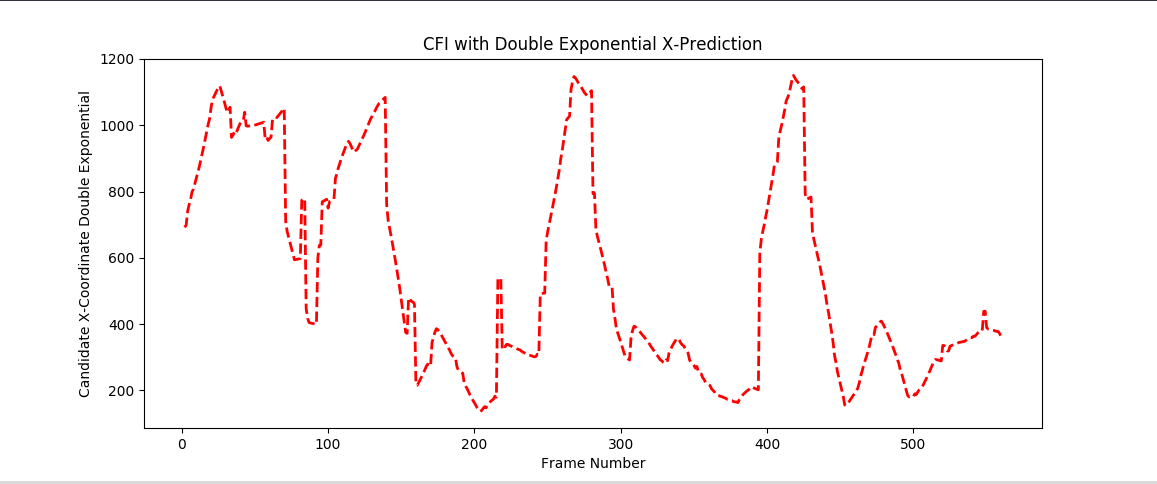 CFI with Double Exponential X-Prediction
Candidate X-Coordinate Double Exponential
1200
1000
800
600
400
200
0 100 200 300 400 500
Frame Number